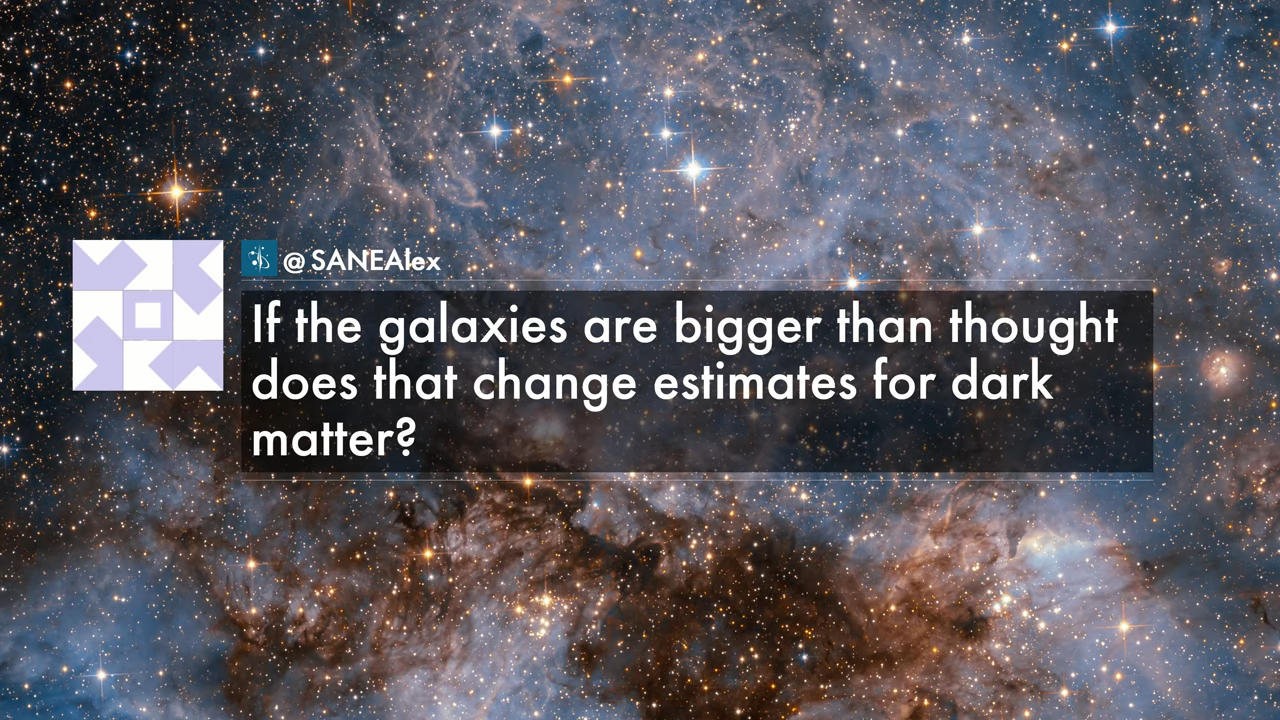 @SANEAlex
If the galaxies are bigger than thought
does that change estimates for dark
matter?